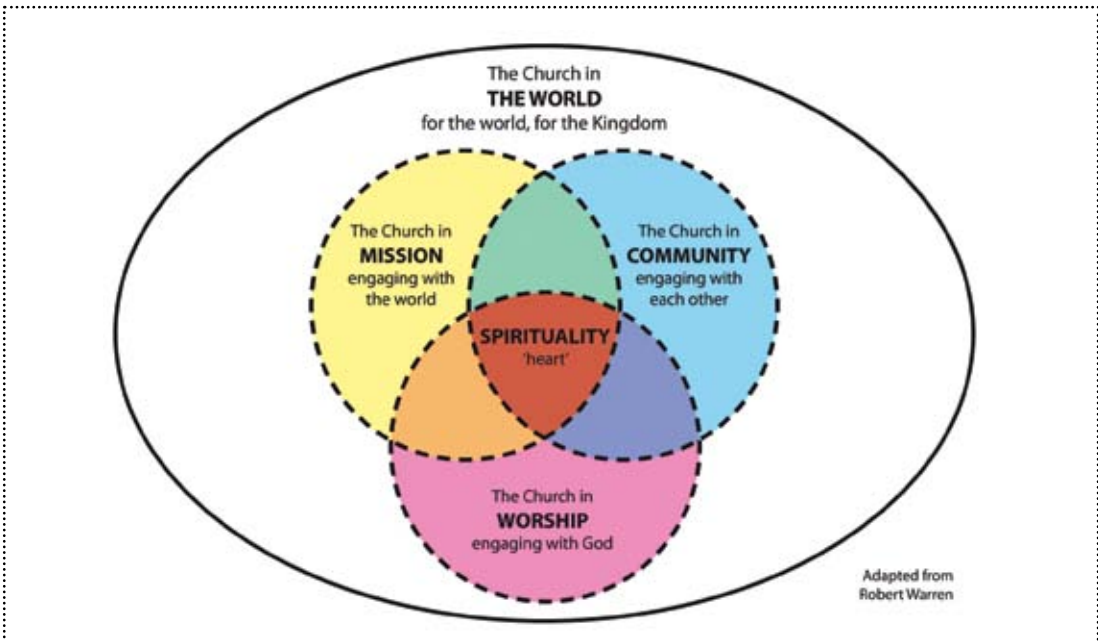 The Church in
THE WORLD
for the world, for the Kingdom
The Church in
MISSION
engaging with
the world
The Church in
COMMUNITY
engaging with
each other
SPIRITUALITY
'heart'
The Church in
WORSHIP
engaging with God
Adapted from
Robert Warren